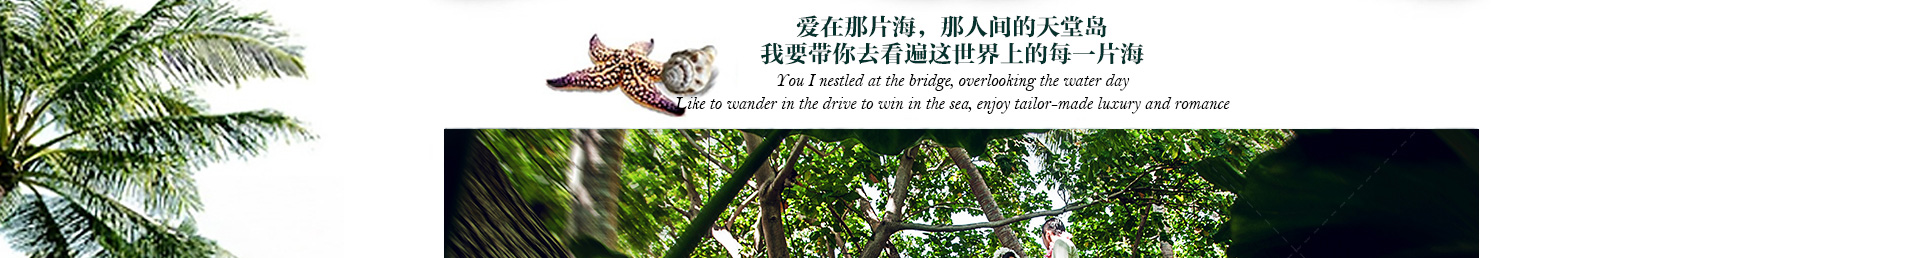 爱在那片海，那人间的天堂岛
我要带你去看遍这世界上的每一片海
You I nestled at the bridge, overlooking the water day
Like to wander in the drive to win in the sea, enjoy tailor-made luxury and romance